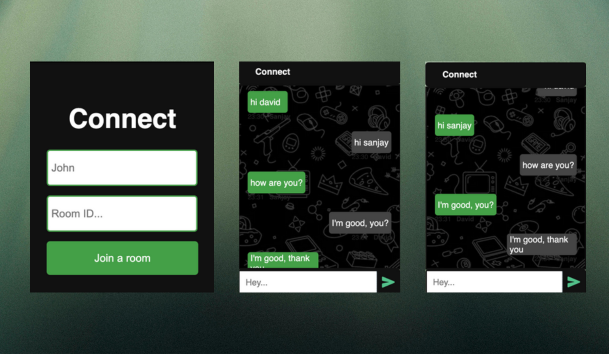 Connect
John
Room ID...
Join a room
Connect
hi david
hi sanjay
how are you?
I'm good, you?
I'm good, thank
you
Hey...
Connect
hi sanjay
how are you?
I'm good, you?
I'm good, thank
you
Hey...